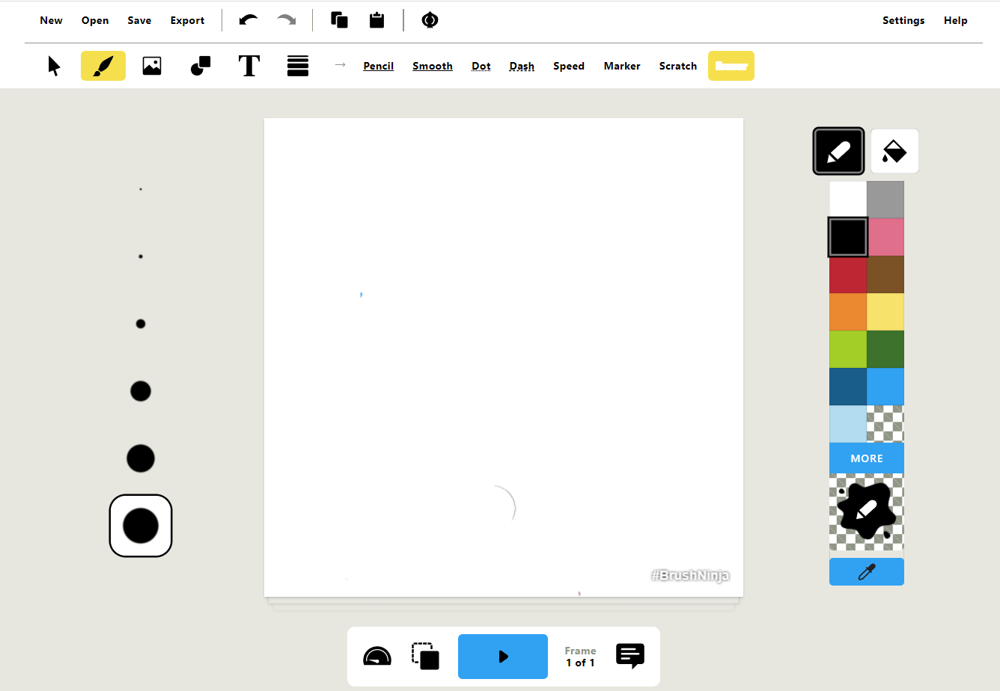 New Open Save Export Settings Help
T → Pencil Smooth Dot Dash Speed Marker Scratch
MORE
#BrushNinja
Frame
1 of 1